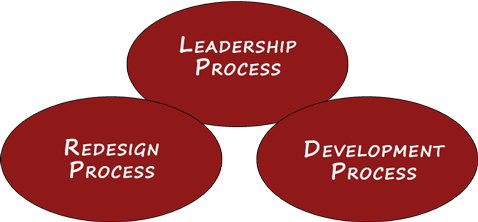 Leadership
Process
Redesign
Process
Development
Process